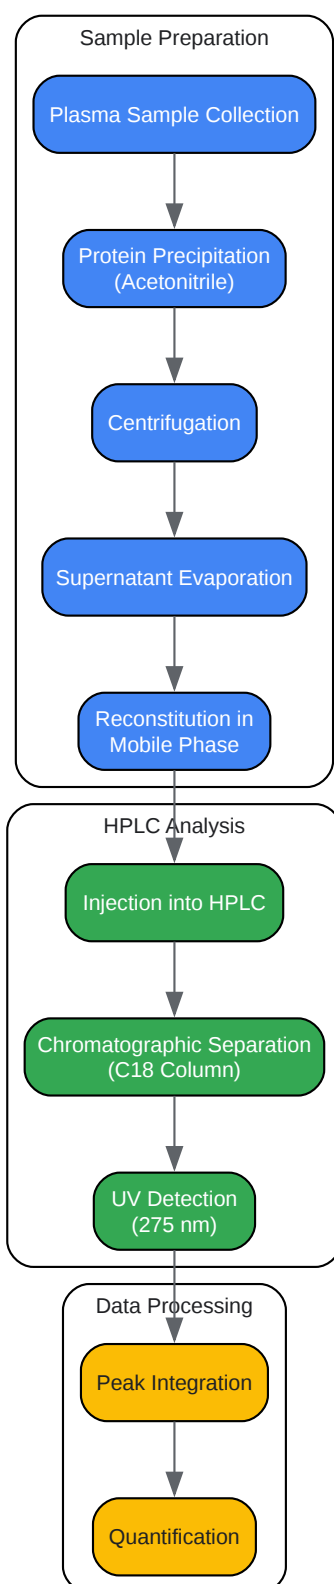 Sample Preparation
Plasma Sample Collection
Protein Precipitation
(Acetonitrile)
Centrifugation
Supernatant Evaporation
Reconstitution in
Mobile Phase
HPLC Analysis
Injection into HPLC
Chromatographic Separation
(C18 Column)
UV Detection
(275 nm)
Data Processing
Peak Integration
Quantification